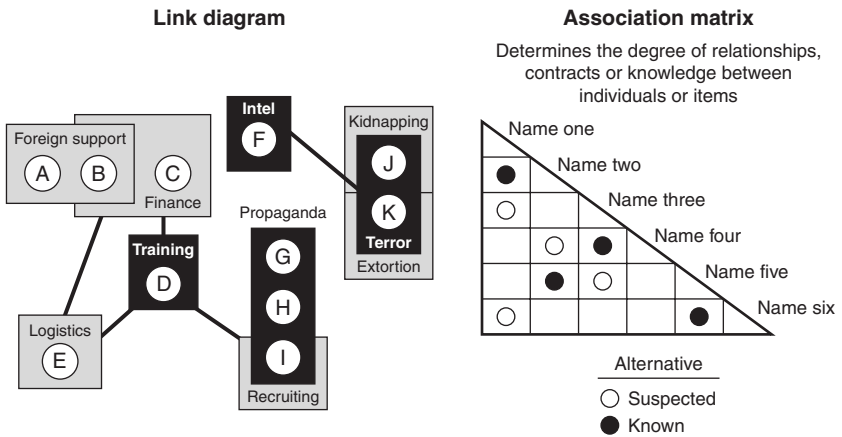 Link diagram
Foreign support
A
B
C
Finance
Training
D
Logistics
E
Intel
F
Propaganda
G
H
I
Recruiting
Kidnapping
J
K
Terror
Extortion
Association matrix
Determines the degree of relationships,
contracts or knowledge between
individuals or items
Name one
Name two
Name three
Name four
Name five
Name six
Alternative
Suspected
Known